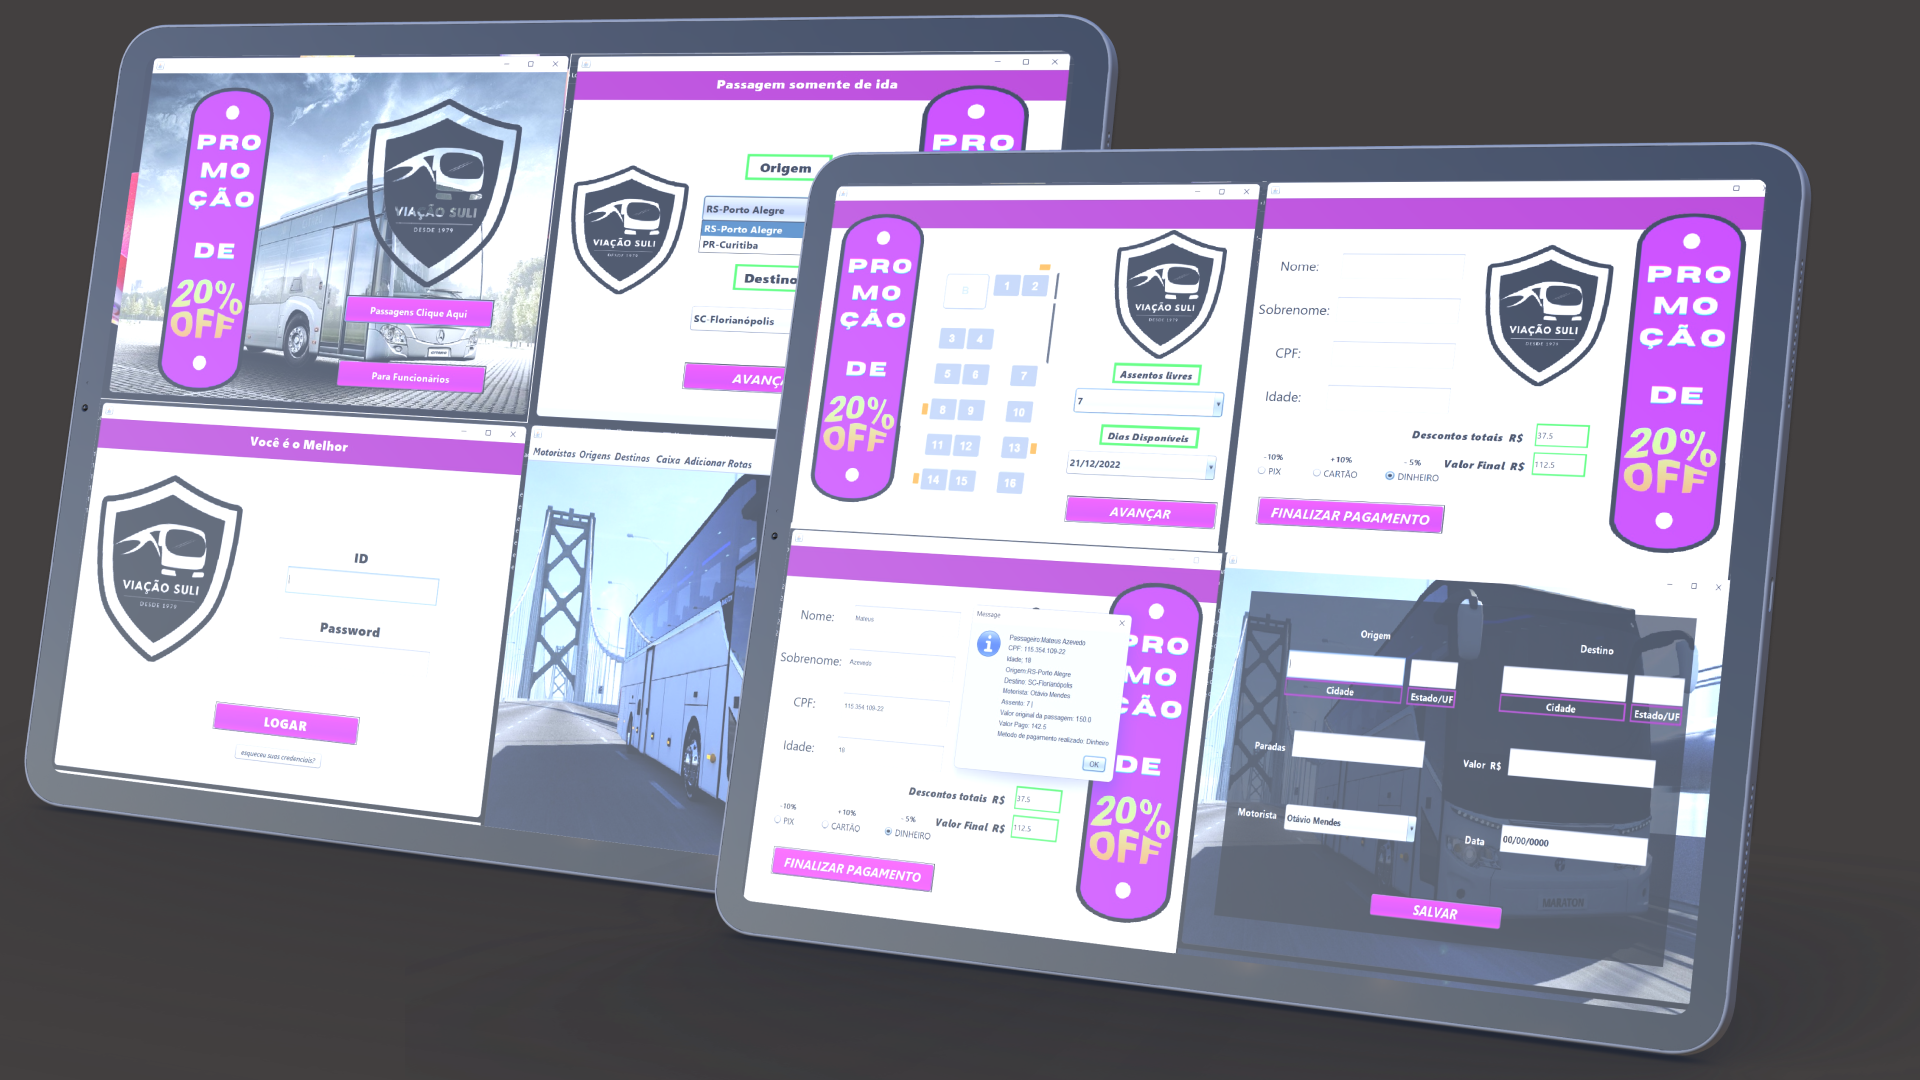 PRO
MO
ÇÃO
DE
20%
OFF
VIAÇÃO SULI
DESDE 1979
Passagens Clique Aqui
Para Funcionários
Passagem somente de ida
Origem
RS-Porto Alegre
RS-Porto Alegre
PR-Curitiba
Destino
SC-Florianópolis
VIAÇÃO SULI
DESDE 1979
PRO
Você é o Melhor
VIAÇÃO SULI
DESDE 1979
ID
Password
LOGAR
esqueceu suas credenciais?
Motoristas Origens Destinos Caixa Adicionar Rotas
PRO
MO
ÇÃO
DE
20%
OFF
1 2
3 4
5 6 7
8 9 10
11 12 13
14 15 16
VIAÇÃO SULI
DESDE 1979
Assentos livres
7
Dias Disponíveis
21/12/2022
AVANÇAR
Nome:
Sobrenome:
CPF:
Idade:
VIAÇÃO SULI
DESDE 1979
Descontos totais R$ 37.5
Valor Final R$ 112.5
-10% +10% - 5%
PIX CARTÃO DINHEIRO
FINALIZAR PAGAMENTO
PRO
MO
ÇÃO
DE
20%
OFF
Nome: Mateus
Sobrenome: Azevedo
CPF: 115.354.109-22
Idade: 18
Message
Passageiro Mateus Azevedo
CPF: 115.354.109-22
Idade: 18
Origem RS-Porto Alegre
Destino: SC-Florianópolis
Motorista: Otávio Mendes
Assento: 7 |
Valor original da passagem: 150.0
Valor Pago: 142.5
Metodo de pagamento realizado: Dinheiro
OK
Descontos totais R$ 37.5
Valor Final R$ 112.5
-10% +10% - 5%
PIX CARTÃO DINHEIRO
FINALIZAR PAGAMENTO
DE
20%
OFF
Origem
Destino
Cidade Estado/UF
Cidade Estado/UF
Paradas
Valor R$
Motorista Otávio Mendes
Data 00/00/0000
MARATON
SALVAR